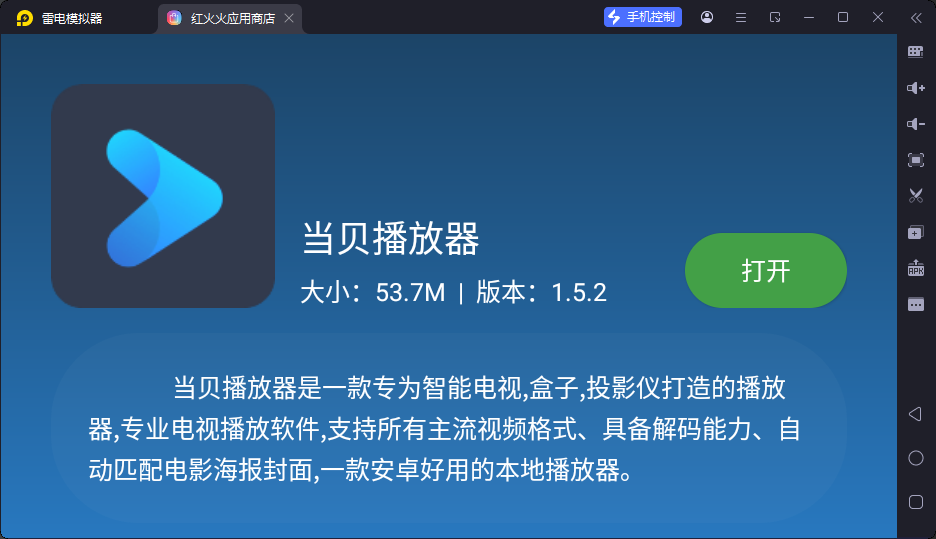 雷电模拟器
红火火应用商店
手机控制
当贝播放器
大小：53.7M | 版本：1.5.2
打开
当贝播放器是一款专为智能电视,盒子,投影仪打造的播放
器,专业电视播放软件,支持所有主流视频格式、具备解码能力、自
动匹配电影海报封面,一款安卓好用的本地播放器。
APK